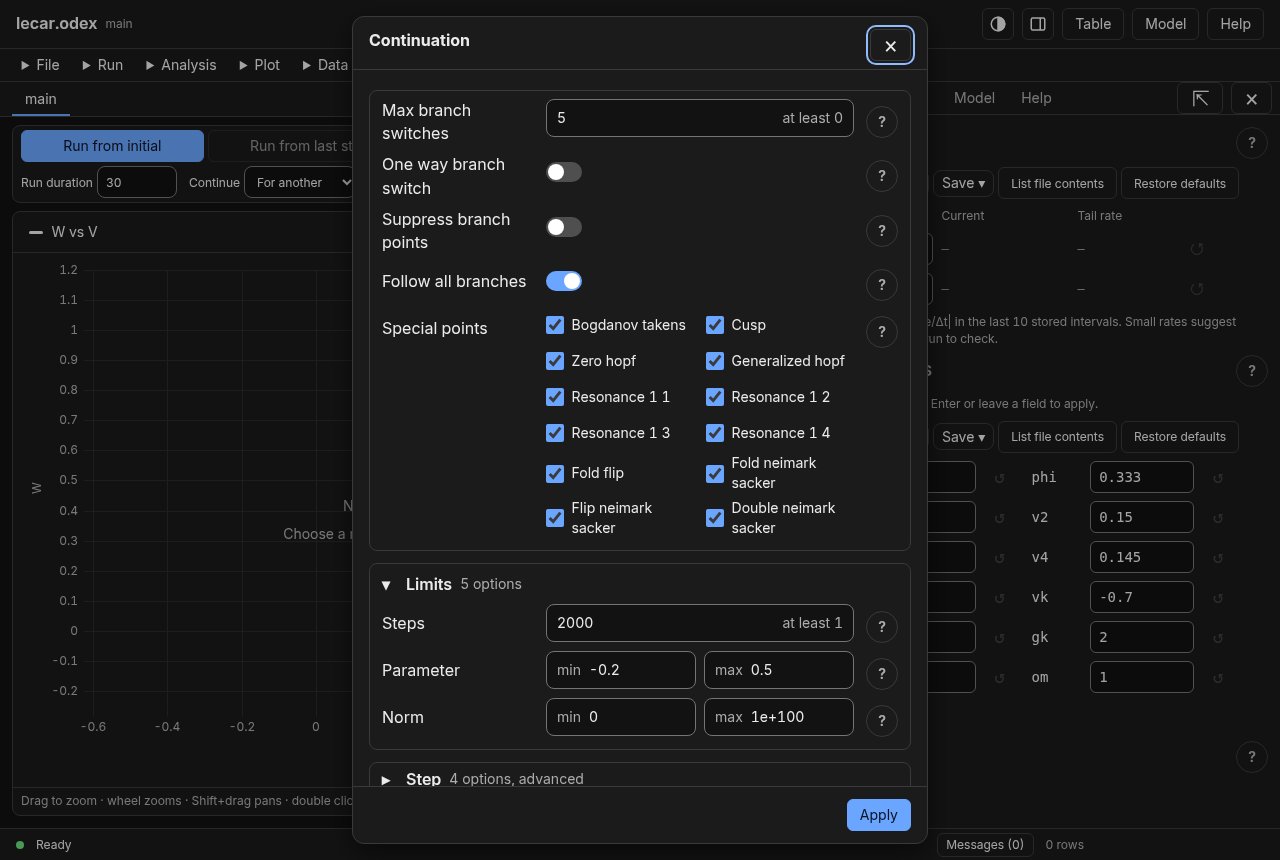 lecar.odex main
Table Model Help
File Run Analysis Plot Data
main
Model Help
Run from initial
Run from last st
Run duration 30 Continue For another
W vs V
1.2
1.1
1
0.9
0.8
0.7
0.6
0.5
0.4
0.3
0.2
0.1
0
-0.1
-0.2
W
-0.6 -0.4 -0.2 0
Choose a
Drag to zoom · wheel zooms · Shift+drag pans · double clic
Continuation
×
Max branch
switches
5 at least 0 ?
One way branch
switch
?
Suppress branch
points
?
Follow all branches ?
Special points ?
Bogdanov takens Cusp
Zero hopf Generalized hopf
Resonance 1 1 Resonance 1 2
Resonance 1 3 Resonance 1 4
Fold flip
Fold neimark
sacker
Flip neimark
sacker
Double neimark
sacker
Limits 5 options
Steps 2000 at least 1 ?
Parameter min -0.2 max 0.5 ?
Norm min 0 max 1e+100 ?
Step 4 options, advanced
Apply
?
Save ▾ List file contents Restore defaults
Current Tail rate
– –
– –
e/Δt| in the last 10 stored intervals. Small rates suggest
un to check.
?
Enter or leave a field to apply.
Save ▾ List file contents Restore defaults
phi 0.333
v2 0.15
v4 0.145
vk -0.7
gk 2
om 1
?
Ready
Messages (0) 0 rows